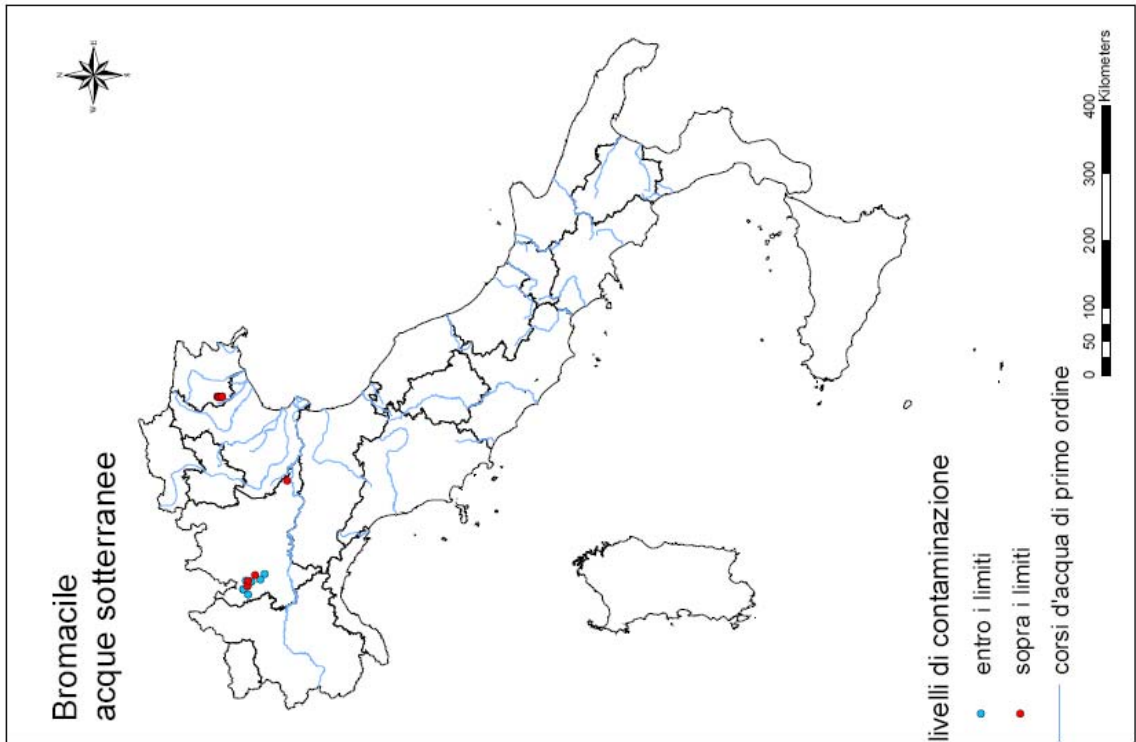 Bromacile
acque sotterranee
livelli di contaminazione
entro i limiti
sopra i limiti
corsi d'acqua di primo ordine
0 50 100 200 300 400
Kilometers